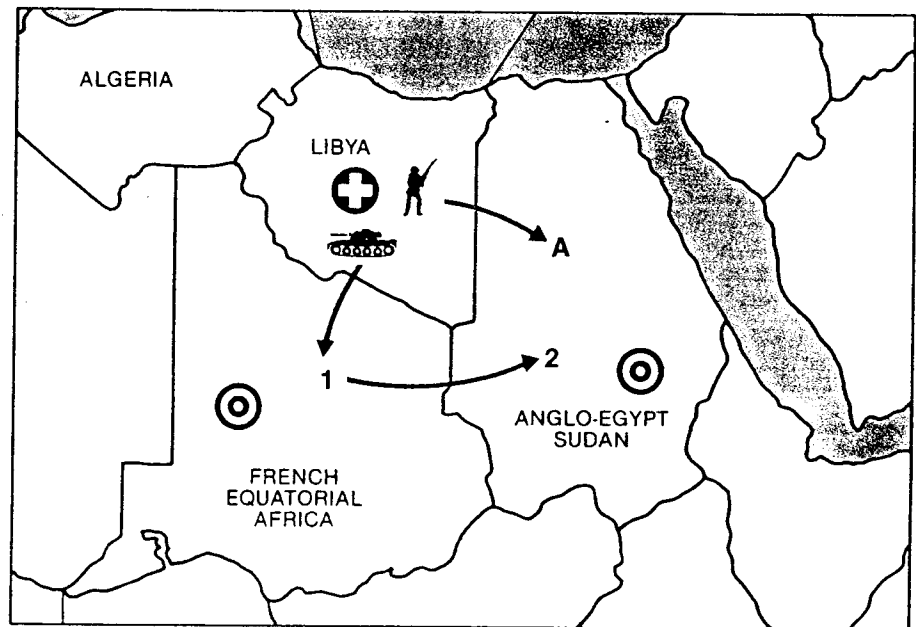 ALGERIA
LIBYA
A
1
2
ANGLO-EGYPT
SUDAN
FRENCH
EQUATORIAL
AFRICA